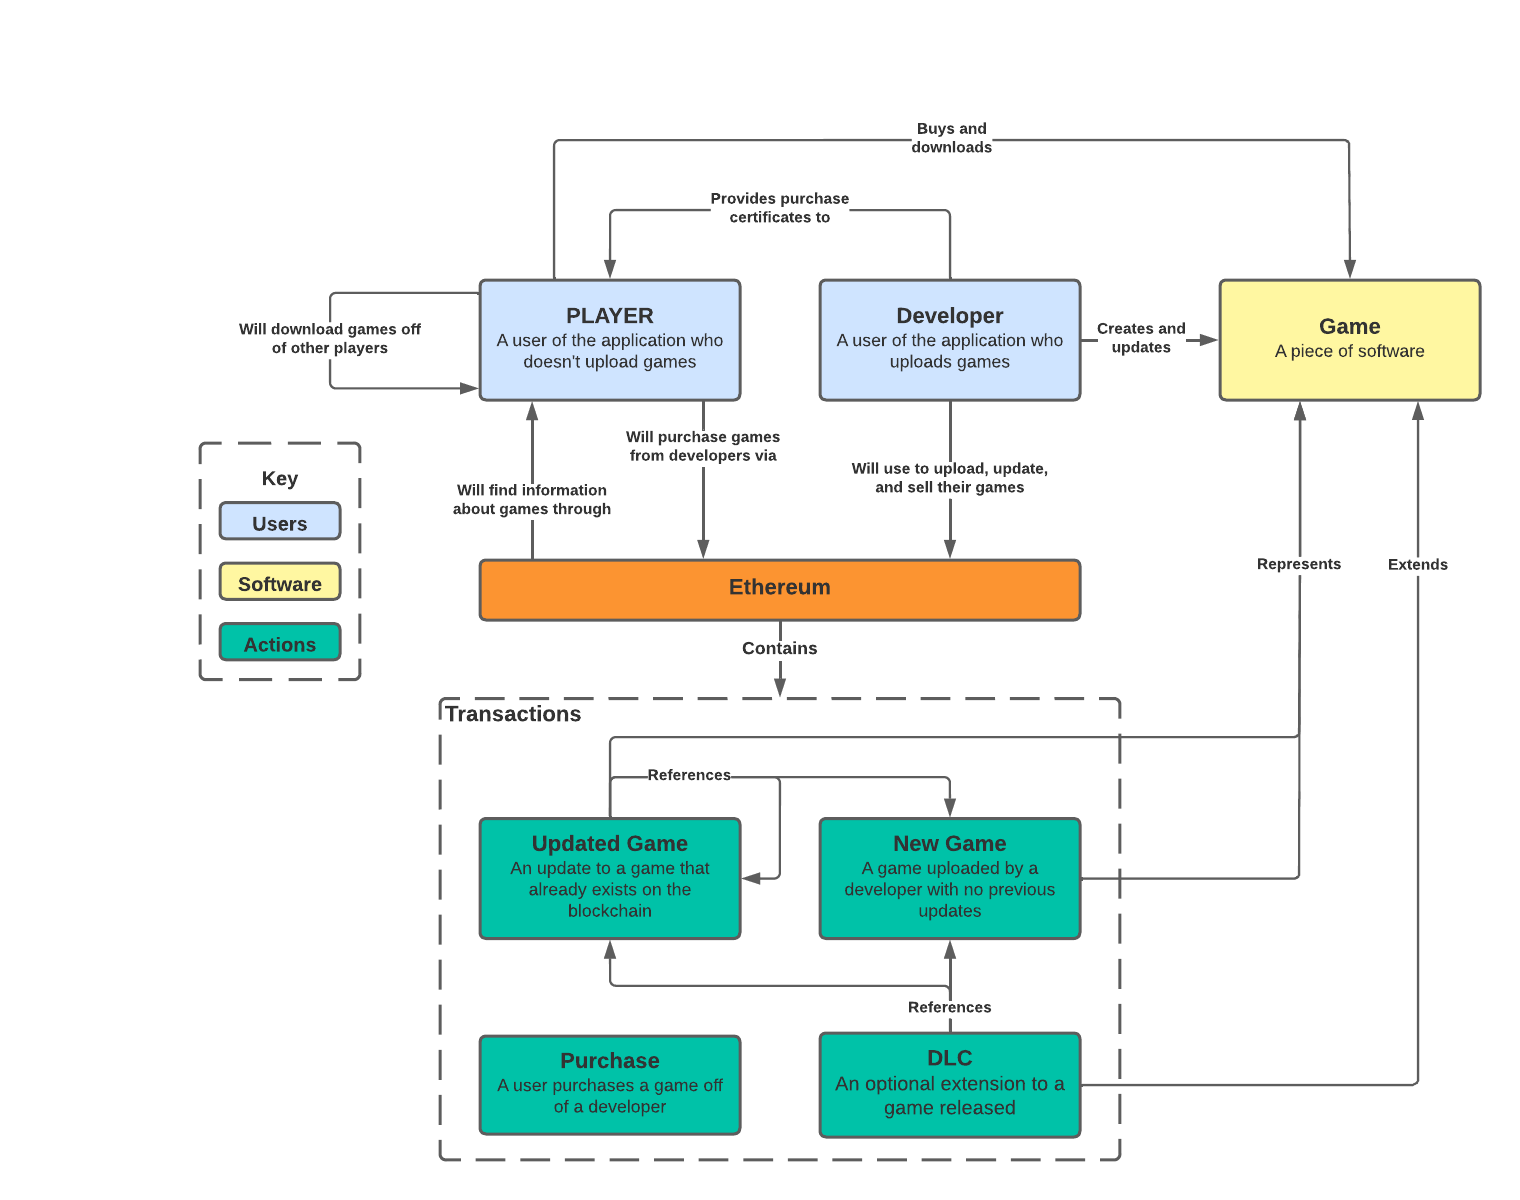 Buys and
downloads
Provides purchase
certificates to
PLAYER
A user of the application who
doesn't upload games
Developer
A user of the application who
uploads games
Creates and
updates
Game
A piece of software
Will download games off
of other players
Will purchase games
from developers via
Will use to upload, update,
and sell their games
Will find information
about games through
Key
Users
Software
Actions
Ethereum
Represents
Extends
Contains
Transactions
References
Updated Game
An update to a game that
already exists on the
blockchain
New Game
A game uploaded by a
developer with no previous
updates
References
Purchase
A user purchases a game off
of a developer
DLC
An optional extension to a
game released